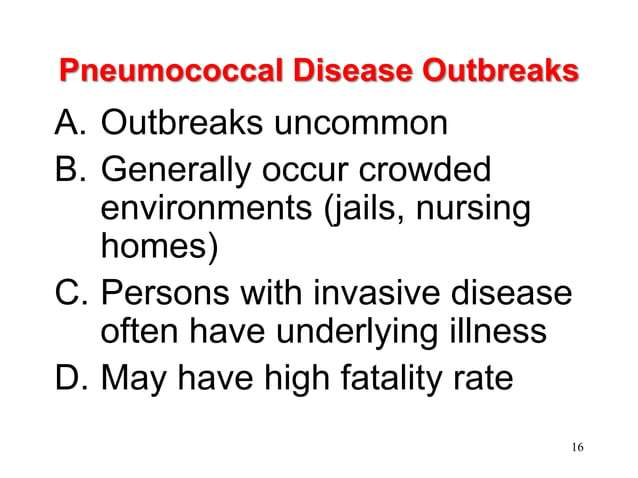 Pneumococcal Disease Outbreaks
A. Outbreaks uncommon
B. Generally occur crowded
environments (jails, nursing
homes)
C. Persons with invasive disease
often have underlying illness
D. May have high fatality rate
16